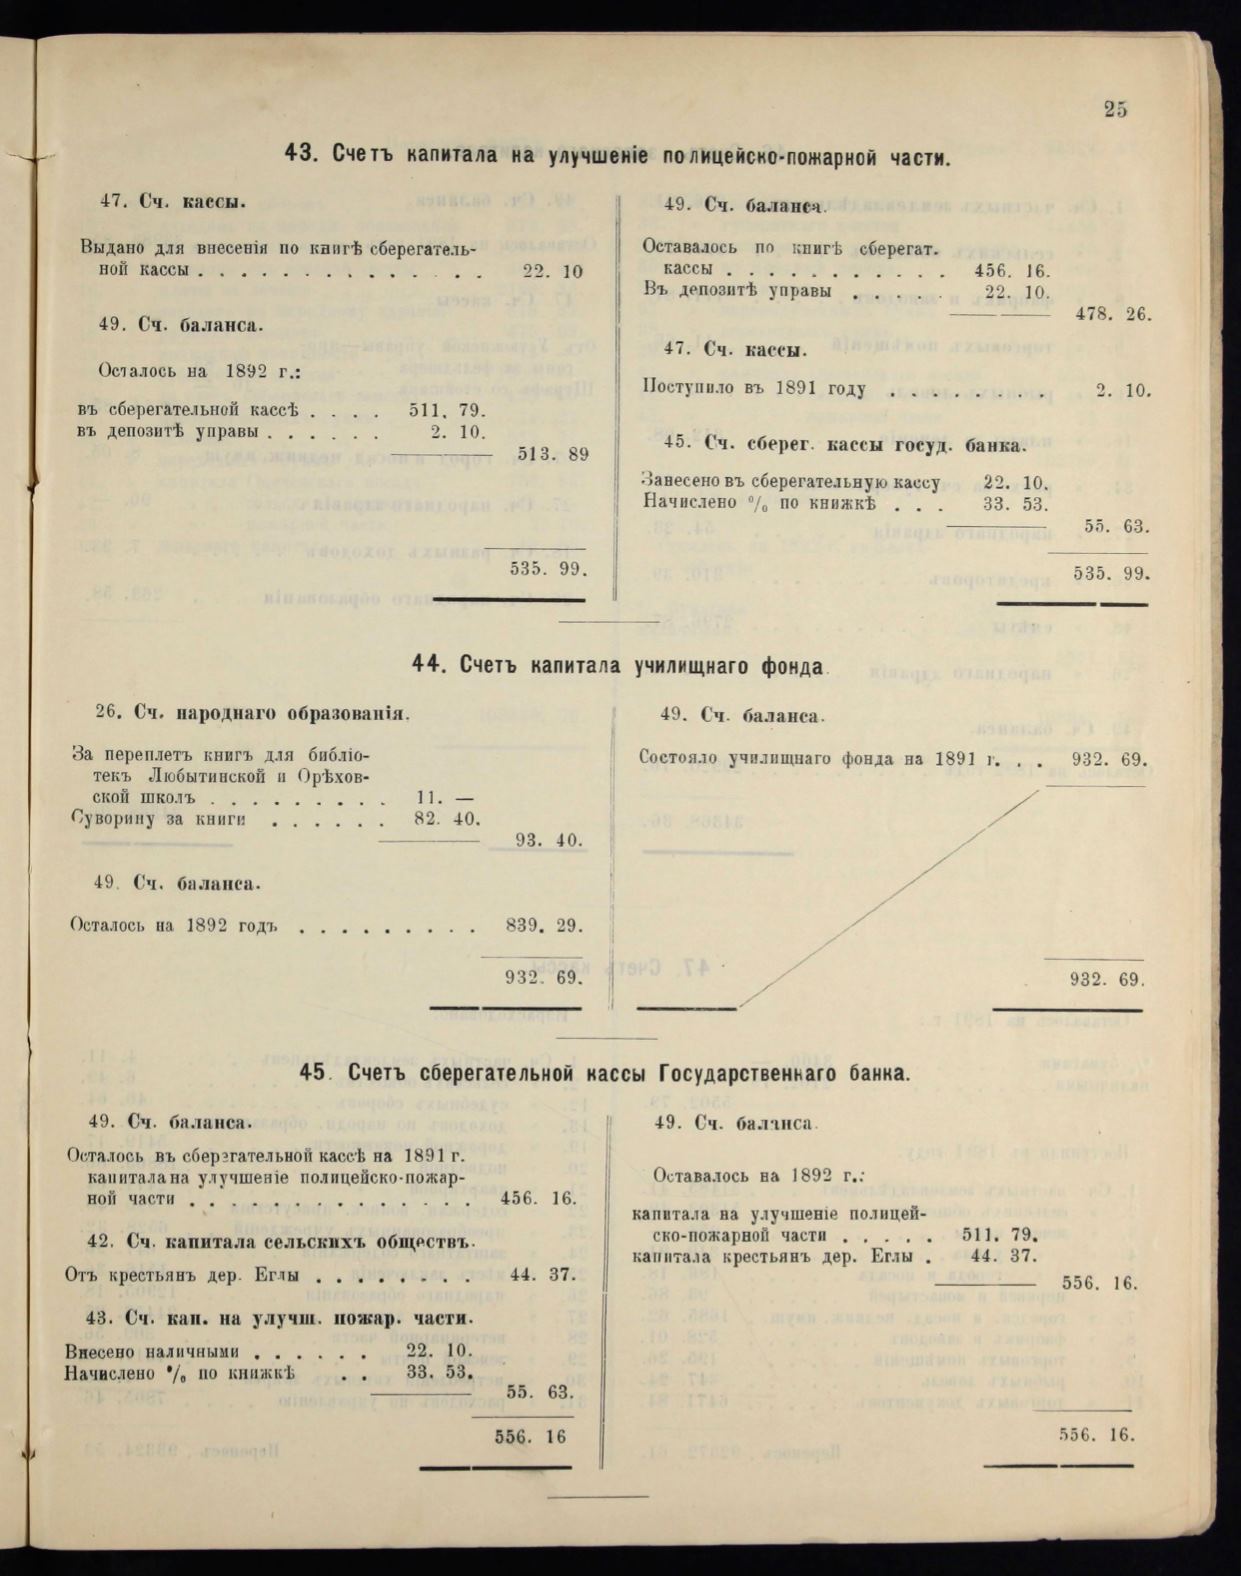 25
43. Счетъ капитала на улучшеніе полицейско-пожарной части.
47. Сч. кассы.
Выдано для внесенія по книгѣ сберегатель-
ной кассы . . . . . . . . . . . . . . 22. 10
49. Сч. баланса.
Осталось на 1892 г.:
въ сберегательной кассѣ . . . . 511. 79.
въ депозитѣ управы . . . . . . 2. 10.
513. 89
535. 99.
49. Сч. баланса.
Оставалось по книгѣ сберегат.
кассы . . . . . . . . . . . 456. 16.
Въ депозитѣ управы . . . . . 22. 10.
478. 26.
47. Сч. кассы.
Поступило въ 1891 году . . . . . . . . 2. 10.
45. Сч. сберег. кассы госуд. банка.
Занесено въ сберегательную кассу 22. 10.
Начислено % по книжкѣ . . . 33. 53.
55. 63.
535. 99.
44. Счетъ капитала училищнаго фонда.
26. Сч. народнаго образованія.
За переплетъ книгъ для библіо-
текъ Любытинской и Орѣхов-
ской школъ . . . . . . . . . 11. —
Суворину за книги . . . . . . 82. 40.
93. 40.
49. Сч. баланса.
Осталось на 1892 годъ . . . . . . . . . 839. 29.
932. 69.
49. Сч. баланса.
Состояло училищнаго фонда на 1891 г. . . 932. 69.
932. 69.
45. Счетъ сберегательной кассы Государственнаго банка.
49. Сч. баланса.
Осталось въ сберегательной кассѣ на 1891 г.
капитала на улучшеніе полицейско-пожар-
ной части . . . . . . . . . . . . . . 456. 16.
42. Сч. капитала сельскихъ обществъ.
Отъ крестьянъ дер. Еглы . . . . . . . . 44. 37.
43. Сч. кап. на улучш. пожар. части.
Внесено наличными . . . . . . 22. 10.
Начислено % по книжкѣ . . 33. 53.
55. 63.
556. 16
49. Сч. баланса.
Оставалось на 1892 г.:
капитала на улучшеніе полицей-
ско-пожарной части . . . . . 511. 79.
капитала крестьянъ дер. Еглы . 44. 37.
556. 16.
556. 16.